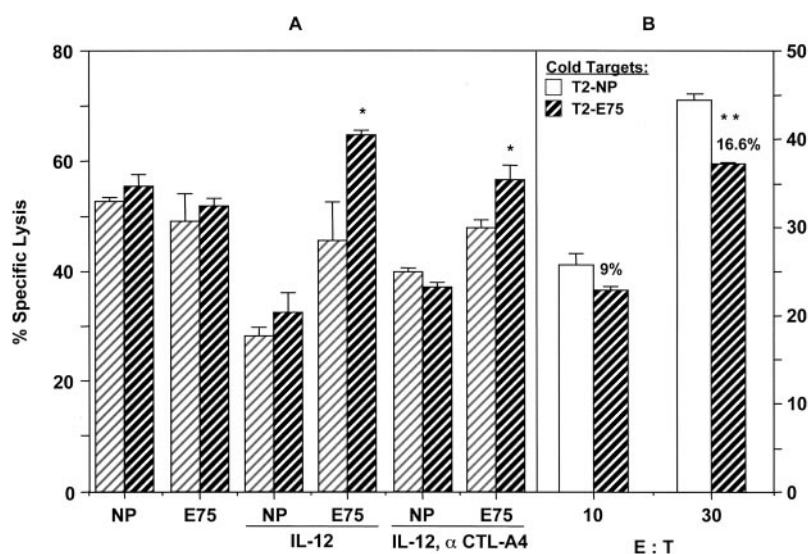 A
B
80
60
40
20
0
% Specific Lysis
50
40
30
20
10
0
Cold Targets:
T2-NP
T2-E75
*
*
* *
16.6%
9%
NP E75 NP E75 NP E75
IL-12 IL-12, α CTL-A4
10 30
E : T